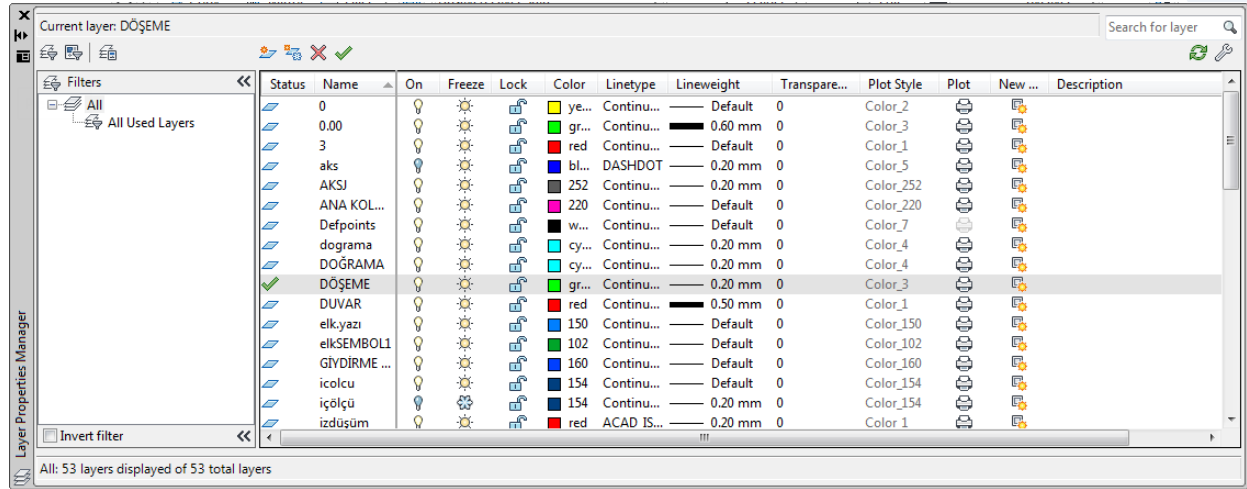 Current layer: DÖŞEME
Search for layer
Filters
Status Name On Freeze Lock Color Linetype Lineweight Transpare... Plot Style Plot New ... Description
All
All Used Layers
0 ye... Continu... Default 0 Color_2
0.00 gr... Continu... 0.60 mm 0 Color_3
3 red Continu... Default 0 Color_1
aks bl... DASHDOT 0.20 mm 0 Color_5
AKSJ 252 Continu... 0.20 mm 0 Color_252
ANA KOL... 220 Continu... Default 0 Color_220
Defpoints w... Continu... Default 0 Color_7
dograma cy... Continu... 0.20 mm 0 Color_4
DOĞRAMA cy... Continu... 0.20 mm 0 Color_4
DÖŞEME gr... Continu... 0.20 mm 0 Color_3
DUVAR red Continu... 0.50 mm 0 Color_1
elk.yazı 150 Continu... Default 0 Color_150
elkSEMBOL1 102 Continu... Default 0 Color_102
GİYDİRME ... 160 Continu... Default 0 Color_160
icolcu 154 Continu... Default 0 Color_154
içölçü 154 Continu... 0.20 mm 0 Color_154
izdüşüm red ACAD IS... 0.20 mm 0 Color 1
Invert filter
Layer Properties Manager
All: 53 layers displayed of 53 total layers